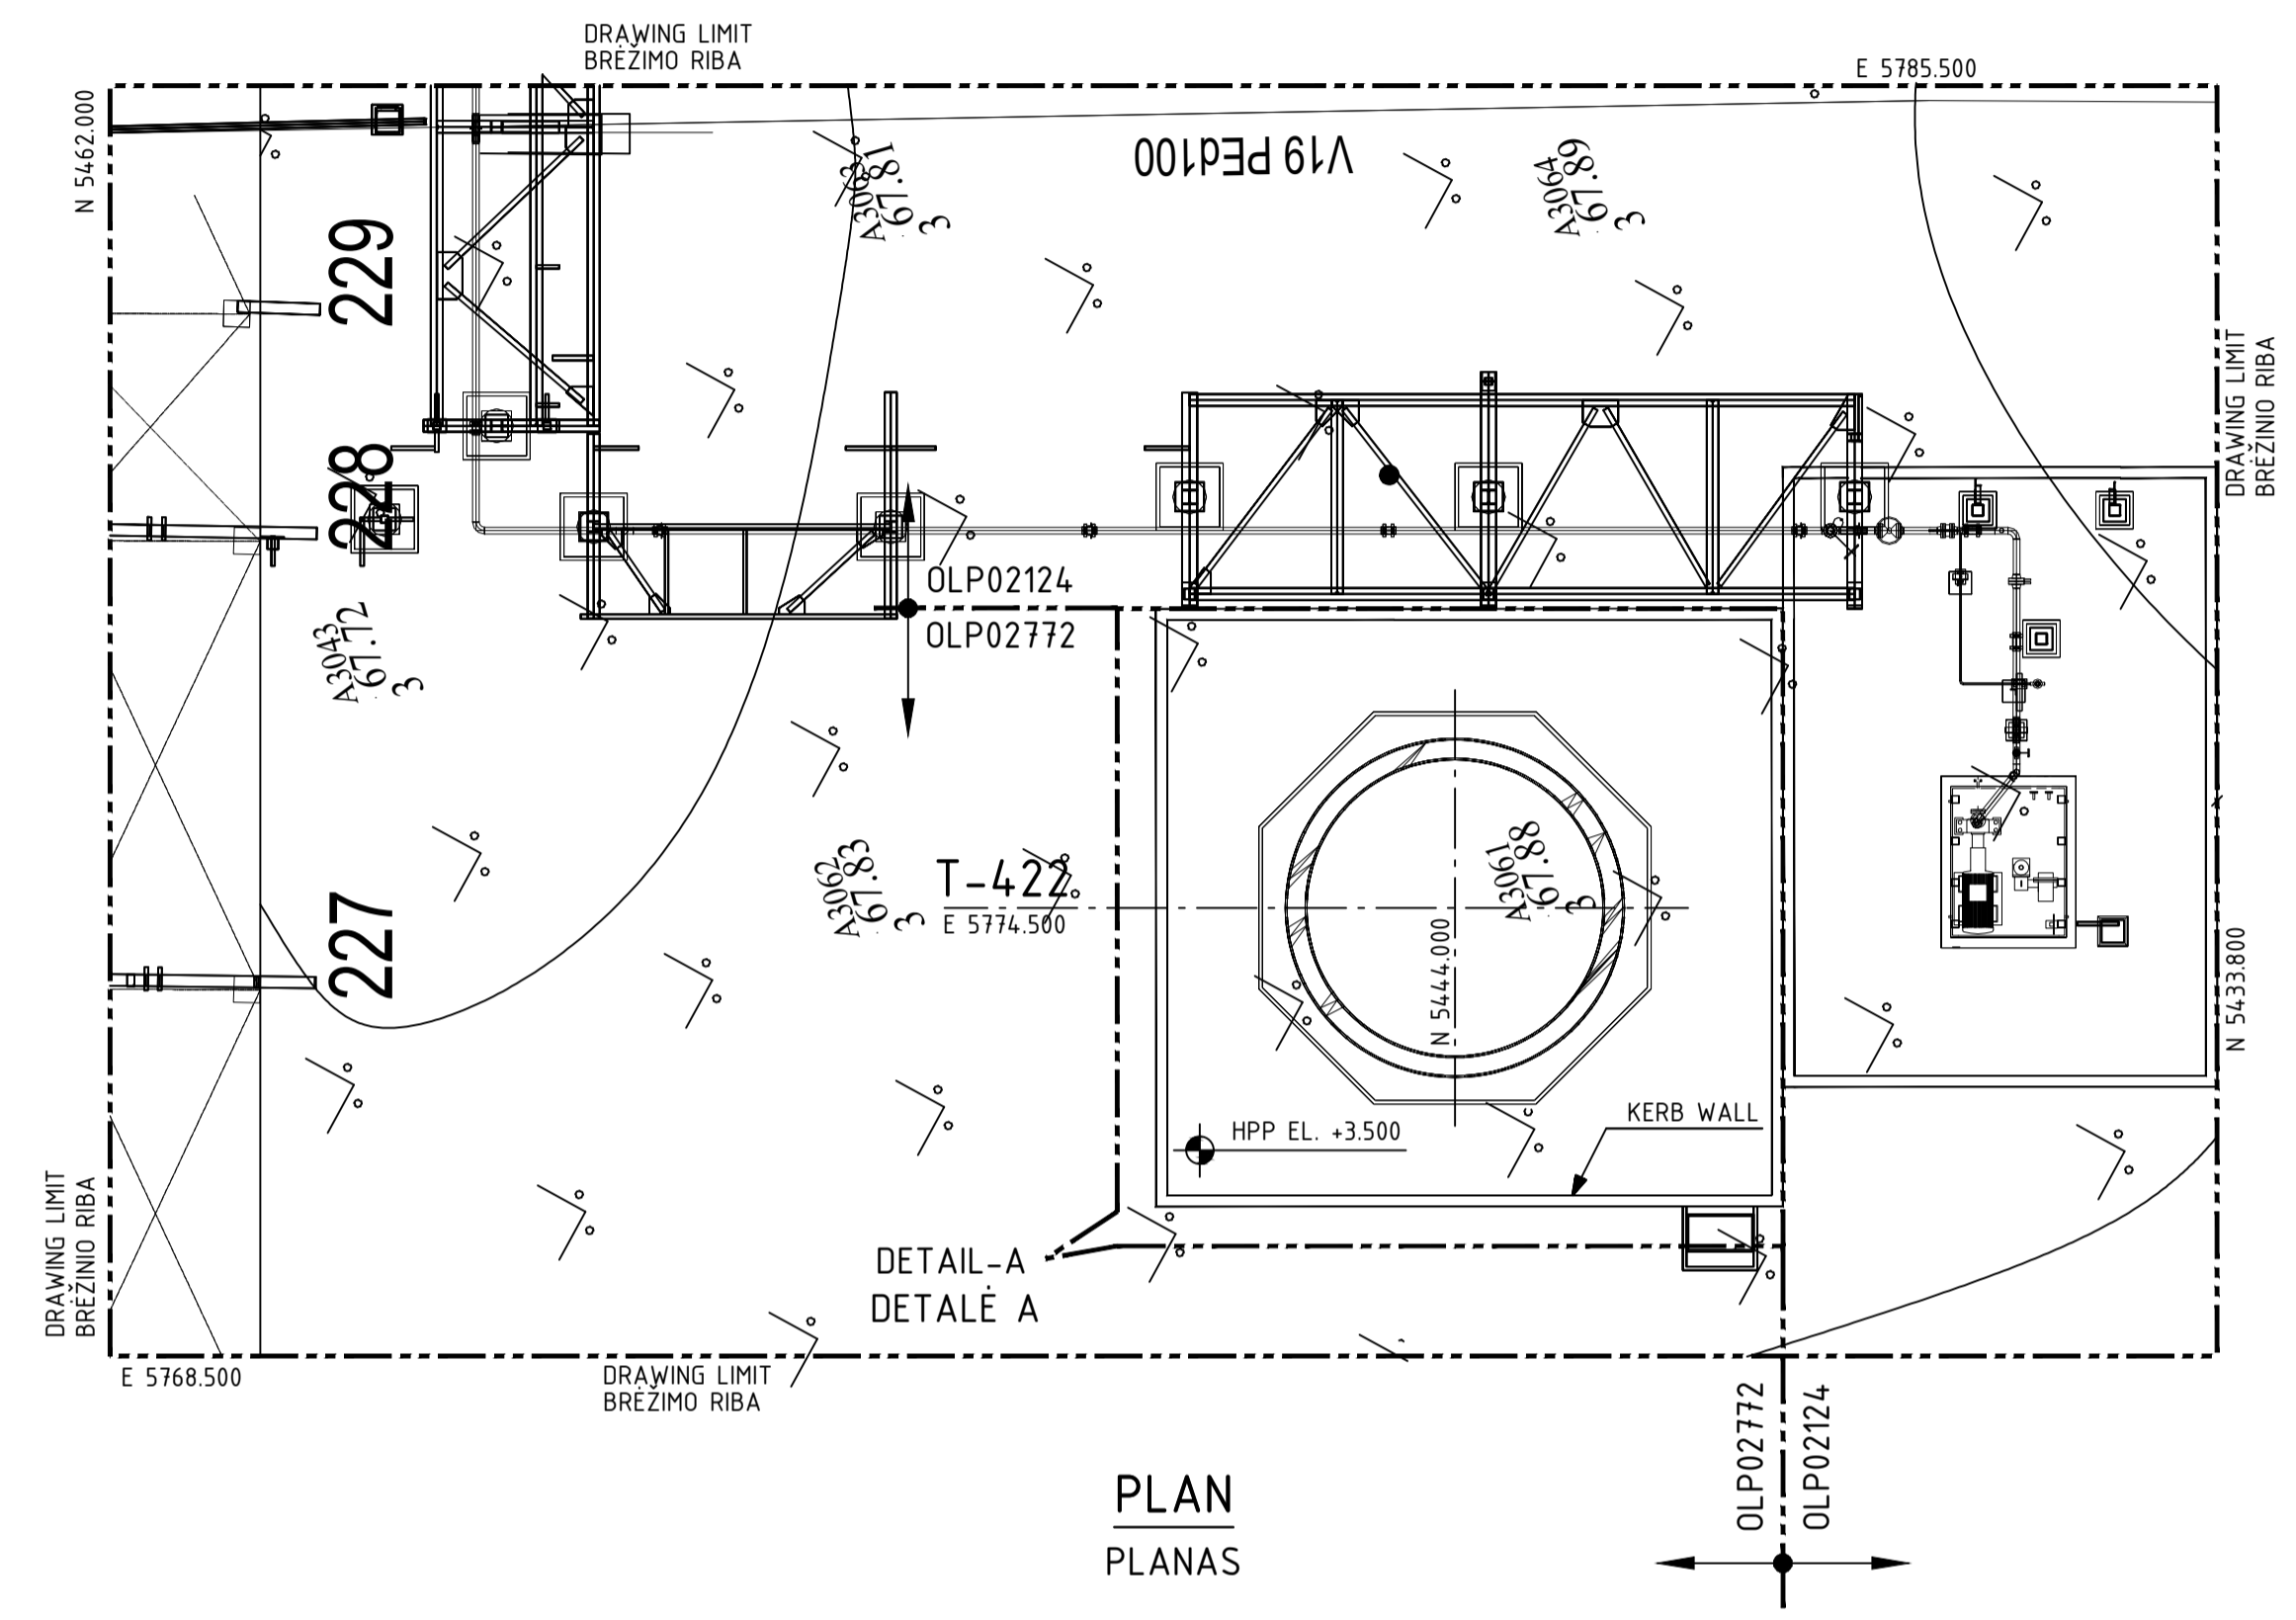 DRAWING LIMIT
BRĖŽIMO RIBA
E 5785.500
N 5462.000
V19 PEd100
229
A3063
67.81
3
A3064
67.89
3
DRAWING LIMIT
BRĖŽINIO RIBA
228
OLP02124
OLP02772
A3043
67.72
3
227
A3062
67.83
3
T-422
E 5774.500
A3061
67.88
3
N 5444.000
N 5433.800
HPP EL. +3.500
KERB WALL
DETAIL-A
DETALĖ A
DRAWING LIMIT
BRĖŽINIO RIBA
E 5768.500
DRAWING LIMIT
BRĖŽIMO RIBA
OLP02772
OLP02124
PLAN
PLANAS